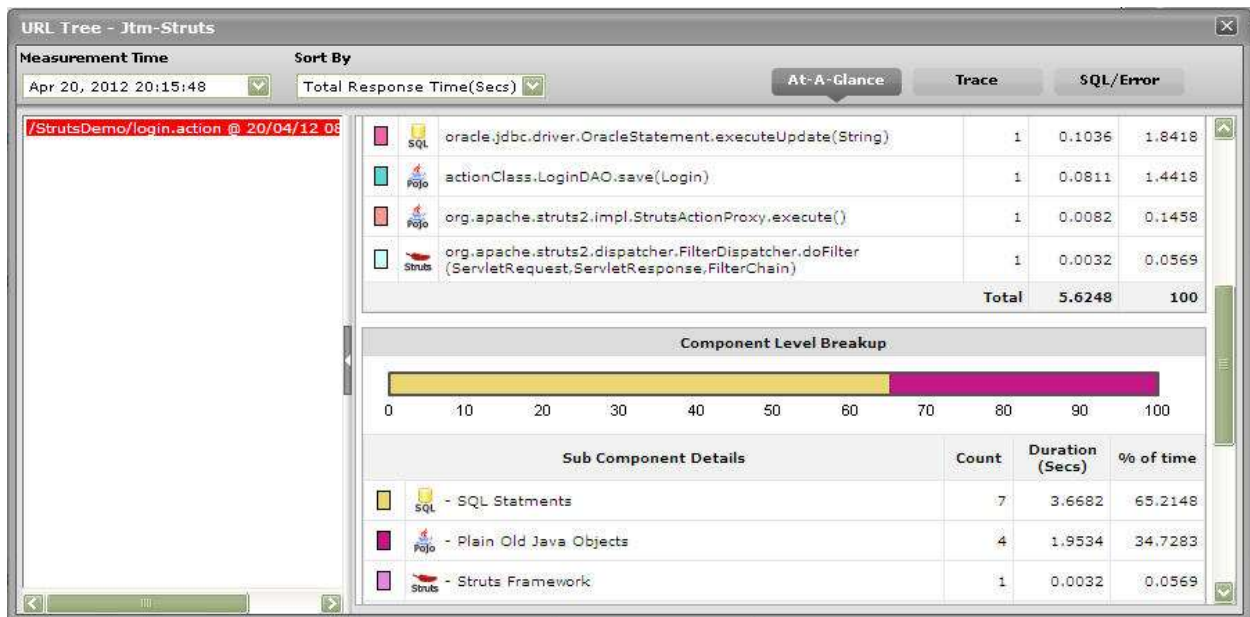 URL Tree - Jtm-Struts
Measurement Time
Sort By
Apr 20, 2012 20:15:48
Total Response Time(Secs)
At-A-Glance
Trace
SQL/Error
/StrutsDemo/login.action @ 20/04/12 08
SQL oracle.jdbc.driver.OracleStatement.executeUpdate(String) 1 0.1036 1.8418
PoJo actionClass.LoginDAO.save(Login) 1 0.0811 1.4418
PoJo org.apache.struts2.impl.StrutsActionProxy.execute() 1 0.0082 0.1458
org.apache.struts2.dispatcher.FilterDispatcher.doFilter
Struts (ServletRequest,ServletResponse,FilterChain) 1 0.0032 0.0569
Total 5.6248 100
Component Level Breakup
0 10 20 30 40 50 60 70 80 90 100
Sub Component Details Count Duration (Secs) % of time
SQL - SQL Statments 7 3.6682 65.2148
PoJo - Plain Old Java Objects 4 1.9534 34.7283
Struts - Struts Framework 1 0.0032 0.0569